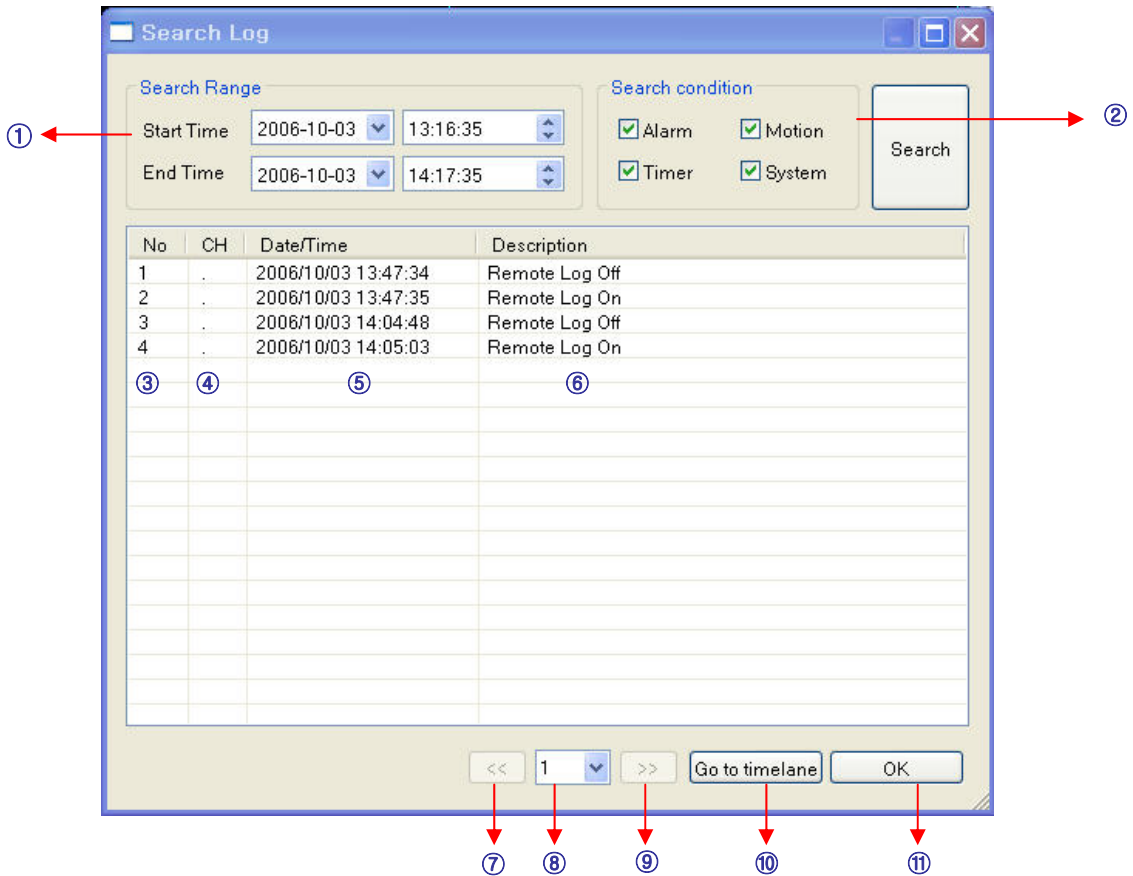 Search Log
Search Range
Search condition
① Start Time 2006-10-03 13:16:35
Alarm Motion ②
Search
End Time 2006-10-03 14:17:35
Timer System
No CH Date/Time Description
1 . 2006/10/03 13:47:34 Remote Log Off
2 . 2006/10/03 13:47:35 Remote Log On
3 . 2006/10/03 14:04:48 Remote Log Off
4 . 2006/10/03 14:05:03 Remote Log On
③ ④ ⑤ ⑥
<< 1 >> Go to timelane OK
⑦ ⑧ ⑨ ⑩ ⑪